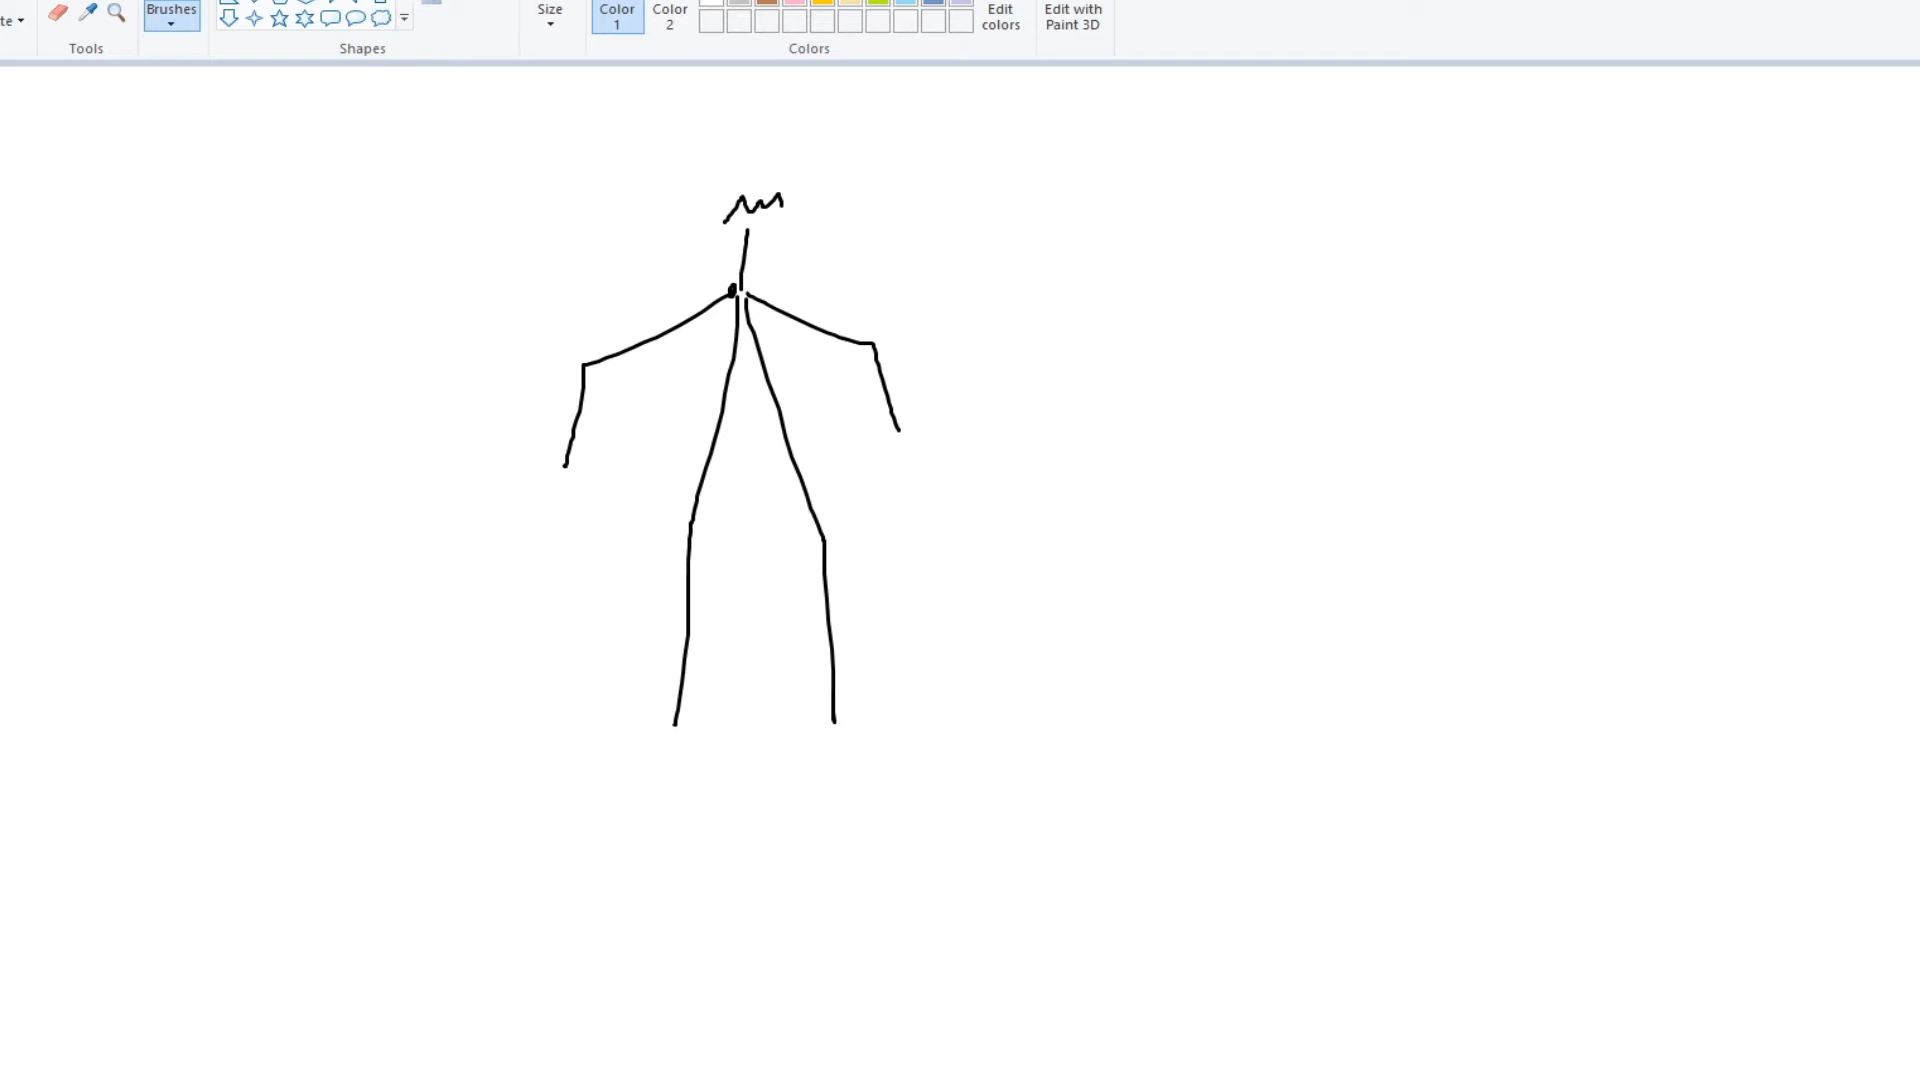 te
Brushes
Size
Color
1
Color
2
Edit
colors
Edit with
Paint 3D
Tools
Shapes
Colors